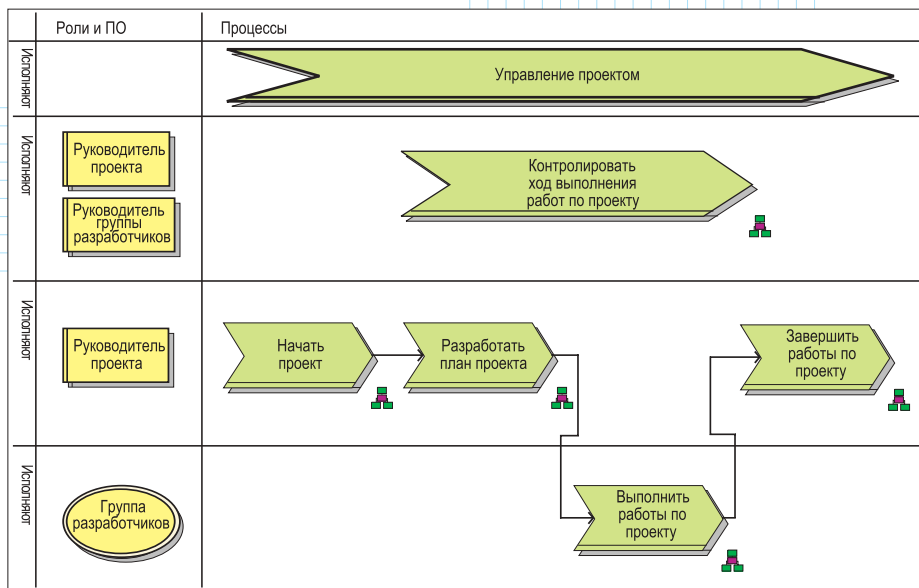 Роли и ПО
Процессы
Исполняют
Управление проектом
Исполняют
Руководитель
проекта
Руководитель
группы
разработчиков
Контролировать
ход выполнения
работ по проекту
Исполняют
Руководитель
проекта
Начать
проект
Разработать
план проекта
Завершить
работы по
проекту
Исполняют
Группа
разработчиков
Выполнить
работы по
проекту